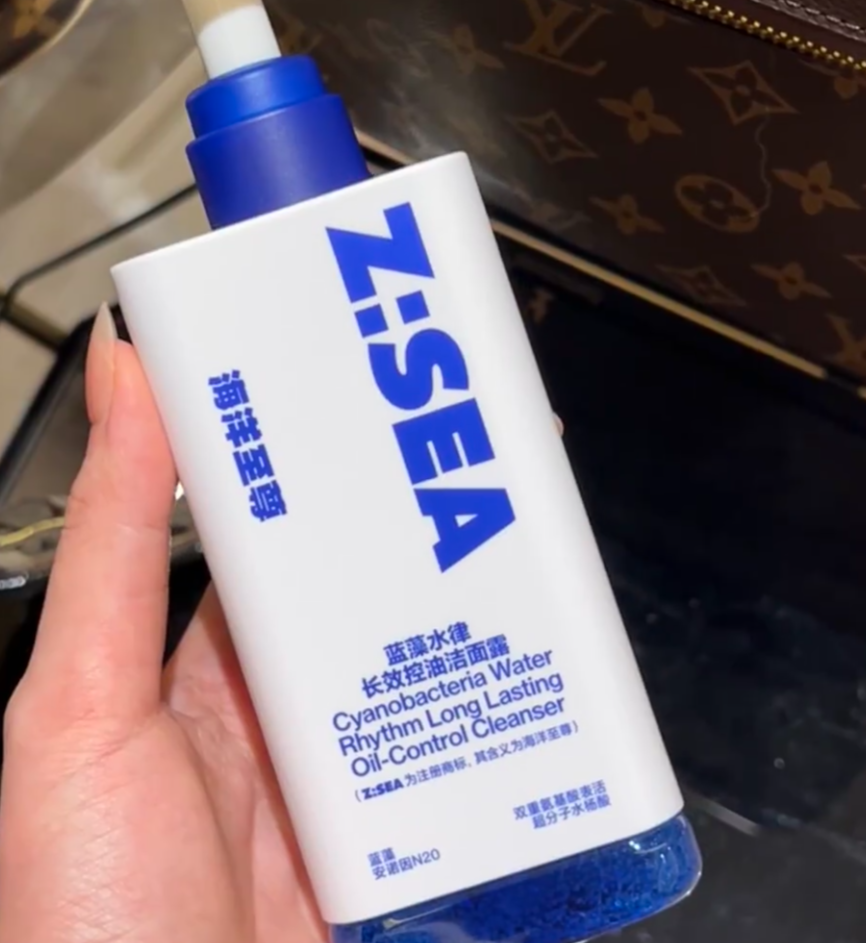 Z:SEA
海洋至尊
蓝藻水律
长效控油洁面露
Cyanobacteria Water
Rhythm Long Lasting
Oil-Control Cleanser
(Z:SEA为注册商标,其含义为海洋至尊)
双重氨基酸表活
超分子水杨酸
蓝藻
安诺因N20